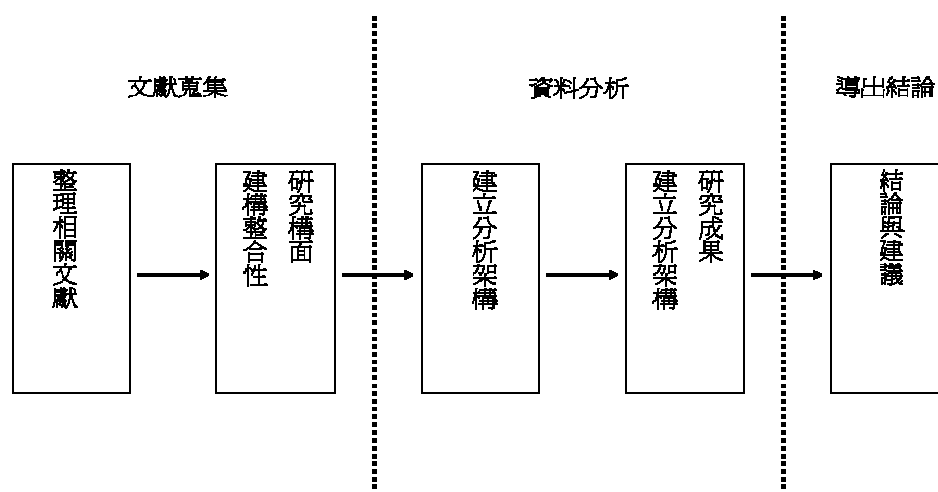 文獻蒐集
資料分析
導出結論
整理相關文獻
研究構面
建構整合性
建立分析架構
研究成果
建立分析架構
結論與建議